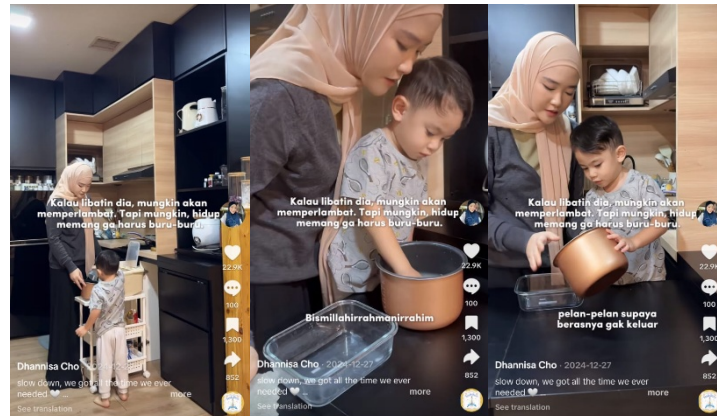 Kalau libatin dia, mungkin akan
memperlambat. Tapi mungkin, hidup
memang ga harus buru-buru.
22.9K
100
1,300
852
Dhannisa Cho · 2024-12-27
slow down, we got all the time we ever
needed 🤍 ... more
See translation
Kalau libatin dia, mungkin akan
memperlambat. Tapi mungkin, hidup
memang ga harus buru-buru.
Bismillahirrahmanirrahim
22.9K
100
1,300
852
Dhannisa Cho · 2024-12-27
slow down, we got all the time we ever
needed 🤍 ... more
See translation
Kalau libatin dia, mungkin akan
memperlambat. Tapi mungkin, hidup
memang ga harus buru-buru.
pelan-pelan supaya
berasnya gak keluar
22.9K
100
1,300
852
Dhannisa Cho · 2024-12-27
slow down, we got all the time we ever
needed 🤍 ... more
See translation